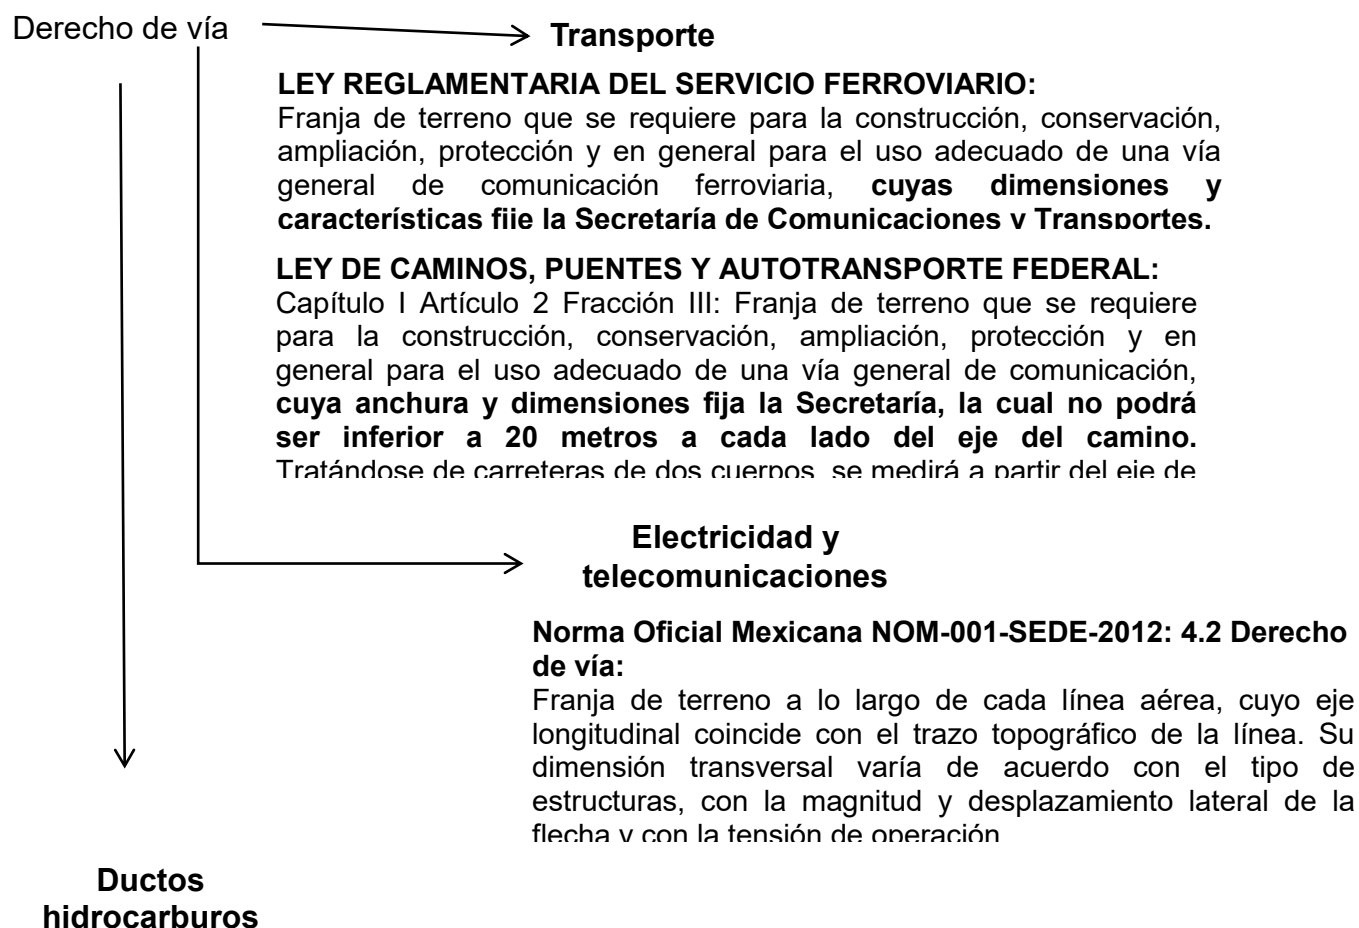 Derecho de vía
Transporte
LEY REGLAMENTARIA DEL SERVICIO FERROVIARIO:
Franja de terreno que se requiere para la construcción, conservación,
ampliación, protección y en general para el uso adecuado de una vía
general de comunicación ferroviaria, cuyas dimensiones y
características fije la Secretaría de Comunicaciones y Transportes.
LEY DE CAMINOS, PUENTES Y AUTOTRANSPORTE FEDERAL:
Capítulo I Artículo 2 Fracción III: Franja de terreno que se requiere
para la construcción, conservación, ampliación, protección y en
general para el uso adecuado de una vía general de comunicación,
cuya anchura y dimensiones fija la Secretaría, la cual no podrá
ser inferior a 20 metros a cada lado del eje del camino.
Tratándose de carreteras de dos cuerpos, se medirá a partir del eje de
Electricidad y
telecomunicaciones
Norma Oficial Mexicana NOM-001-SEDE-2012: 4.2 Derecho
de vía:
Franja de terreno a lo largo de cada línea aérea, cuyo eje
longitudinal coincide con el trazo topográfico de la línea. Su
dimensión transversal varía de acuerdo con el tipo de
estructuras, con la magnitud y desplazamiento lateral de la
flecha y con la tensión de operación
Ductos
hidrocarburos